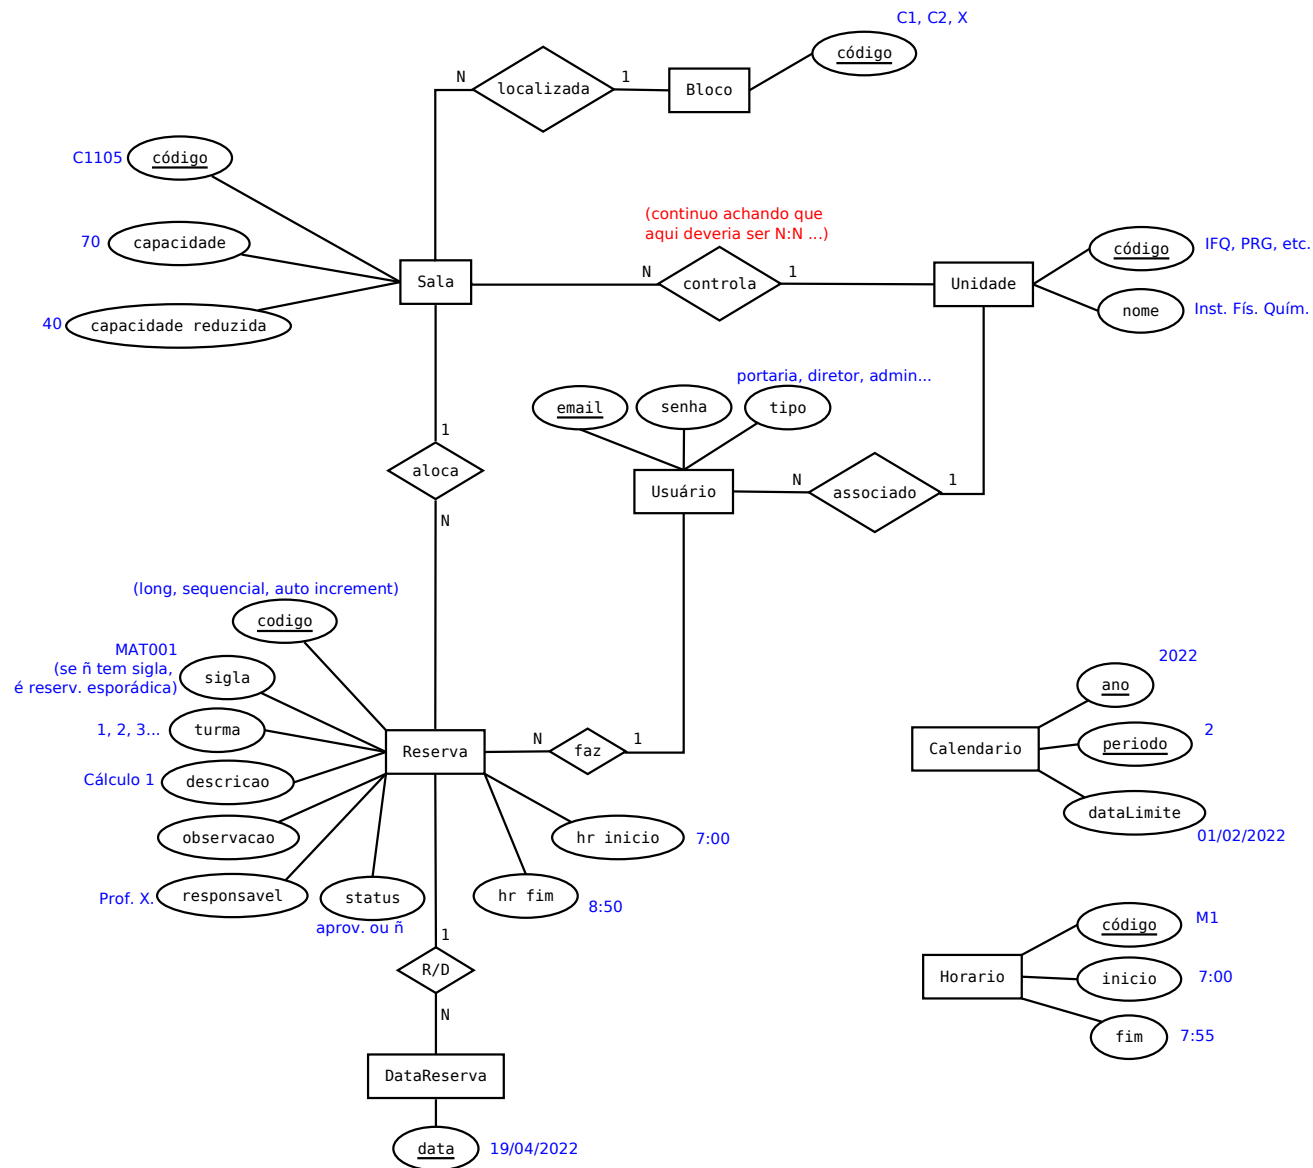 C1, C2, X
código
N
localizada
1
Bloco
C1105
código
(continuo achando que
aqui deveria ser N:N ...)
70
capacidade
código
IFQ, PRG, etc.
Sala
N
controla
1
Unidade
40
capacidade reduzida
nome
Inst. Fís. Quím.
portaria, diretor, admin...
email
senha
tipo
1
aloca
N
Usuário
N
associado
1
(long, sequencial, auto increment)
codigo
MAT001
(se ñ tem sigla,
é reserv. esporádica)
sigla
2022
ano
1, 2, 3...
turma
Reserva
N
faz
1
Calendario
periodo
2
Cálculo 1
descricao
dataLimite
01/02/2022
observacao
hr inicio
7:00
Prof. X.
responsavel
status
aprov. ou ñ
hr fim
8:50
1
R/D
N
código
M1
Horario
inicio
7:00
fim
7:55
DataReserva
data
19/04/2022